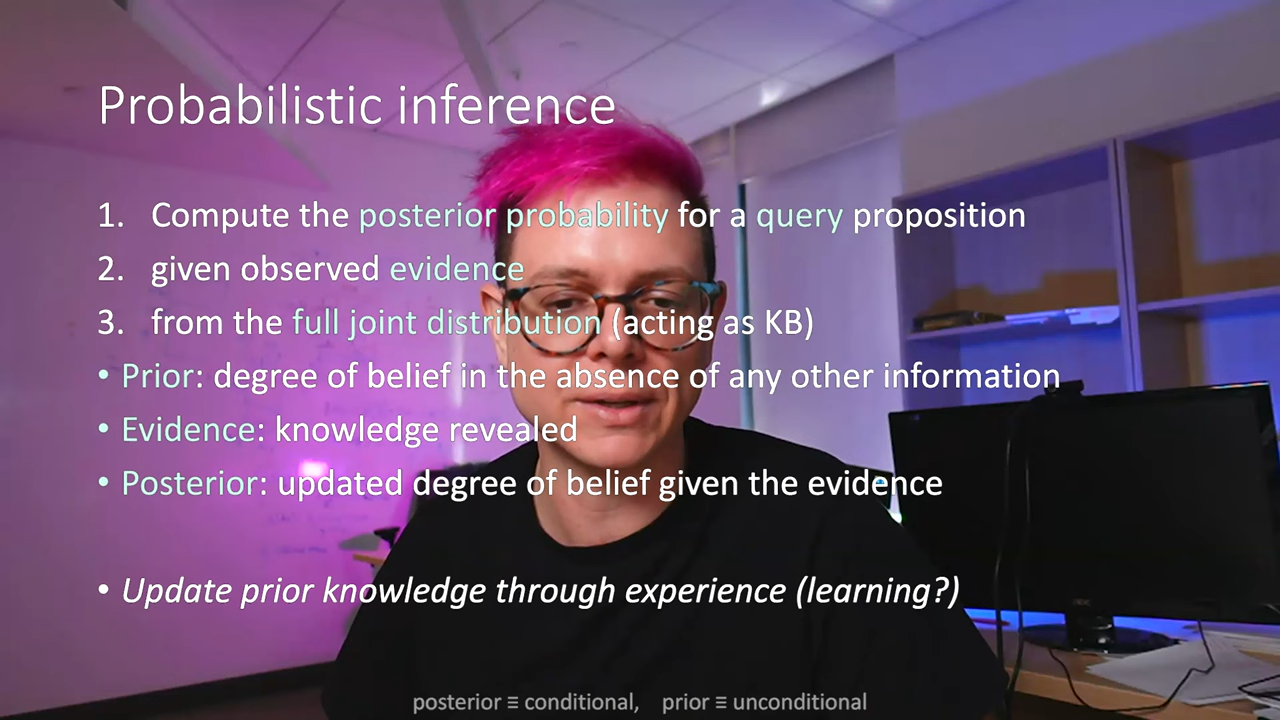 Probabilistic inference
1. Compute the posterior probability for a query proposition
2. given observed evidence
3. from the full joint distribution (acting as KB)
• Prior: degree of belief in the absence of any other information
• Evidence: knowledge revealed
• Posterior: updated degree of belief given the evidence
• Update prior knowledge through experience (learning?)
posterior ≡ conditional, prior ≡ unconditional